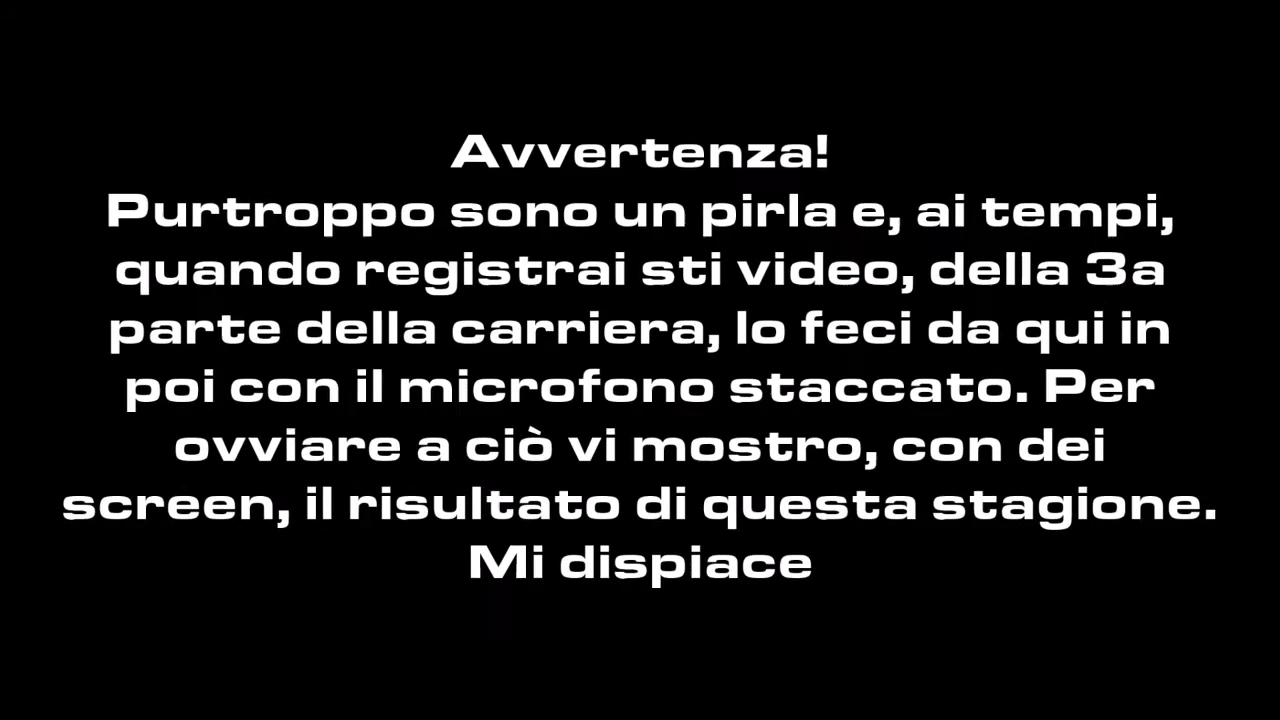 Avvertenza!
Purtroppo sono un pirla e, ai tempi,
quando registrai sti video, della 3a
parte della carriera, lo feci da qui in
poi con il microfono staccato. Per
ovviare a ciò vi mostro, con dei
screen, il risultato di questa stagione.
Mi dispiace